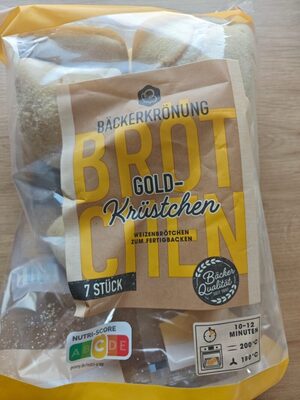 BÄCKERKRÖNUNG
BROT
CHEN
GOLD-
Krüstchen
WEIZENBRÖTCHEN
ZUM FERTIGBACKEN
7 STÜCK
Bäcker
Qualität
NUTRI-SCORE
A B C D E
10-12
MINUTEN
200°C
180°C